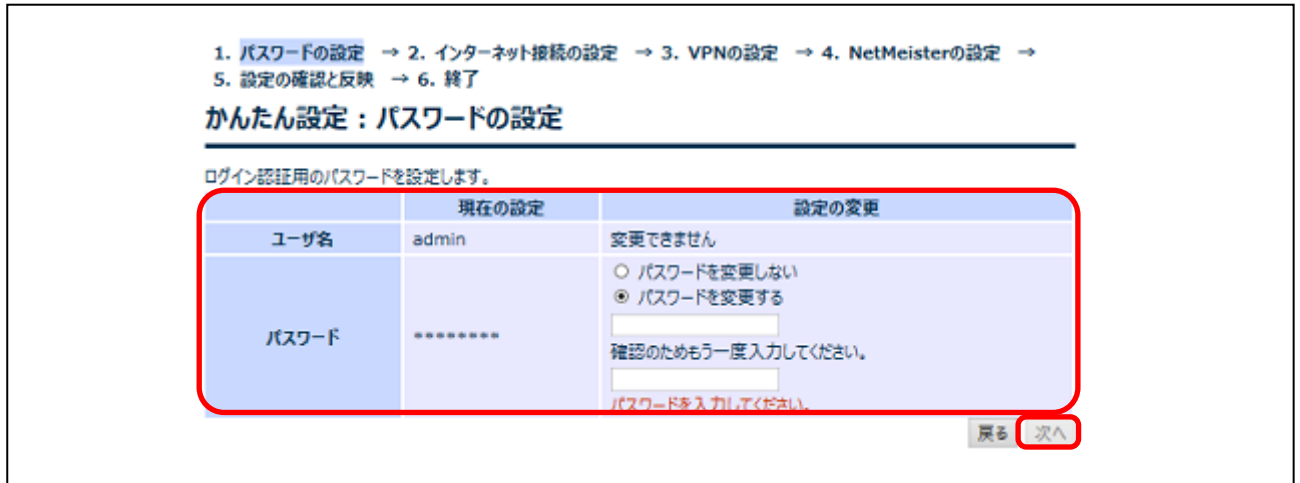 1. パスワードの設定 → 2. インターネット接続の設定 → 3. VPNの設定 → 4. NetMeisterの設定 →
5. 設定の確認と反映 → 6. 終了
かんたん設定：パスワードの設定
ログイン認証用のパスワードを設定します。
現在の設定 設定の変更
ユーザ名 admin 変更できません
パスワードを変更しない
パスワードを変更する
パスワード ********
確認のためもう一度入力してください。
パスワードを入力してください。
戻る 次へ